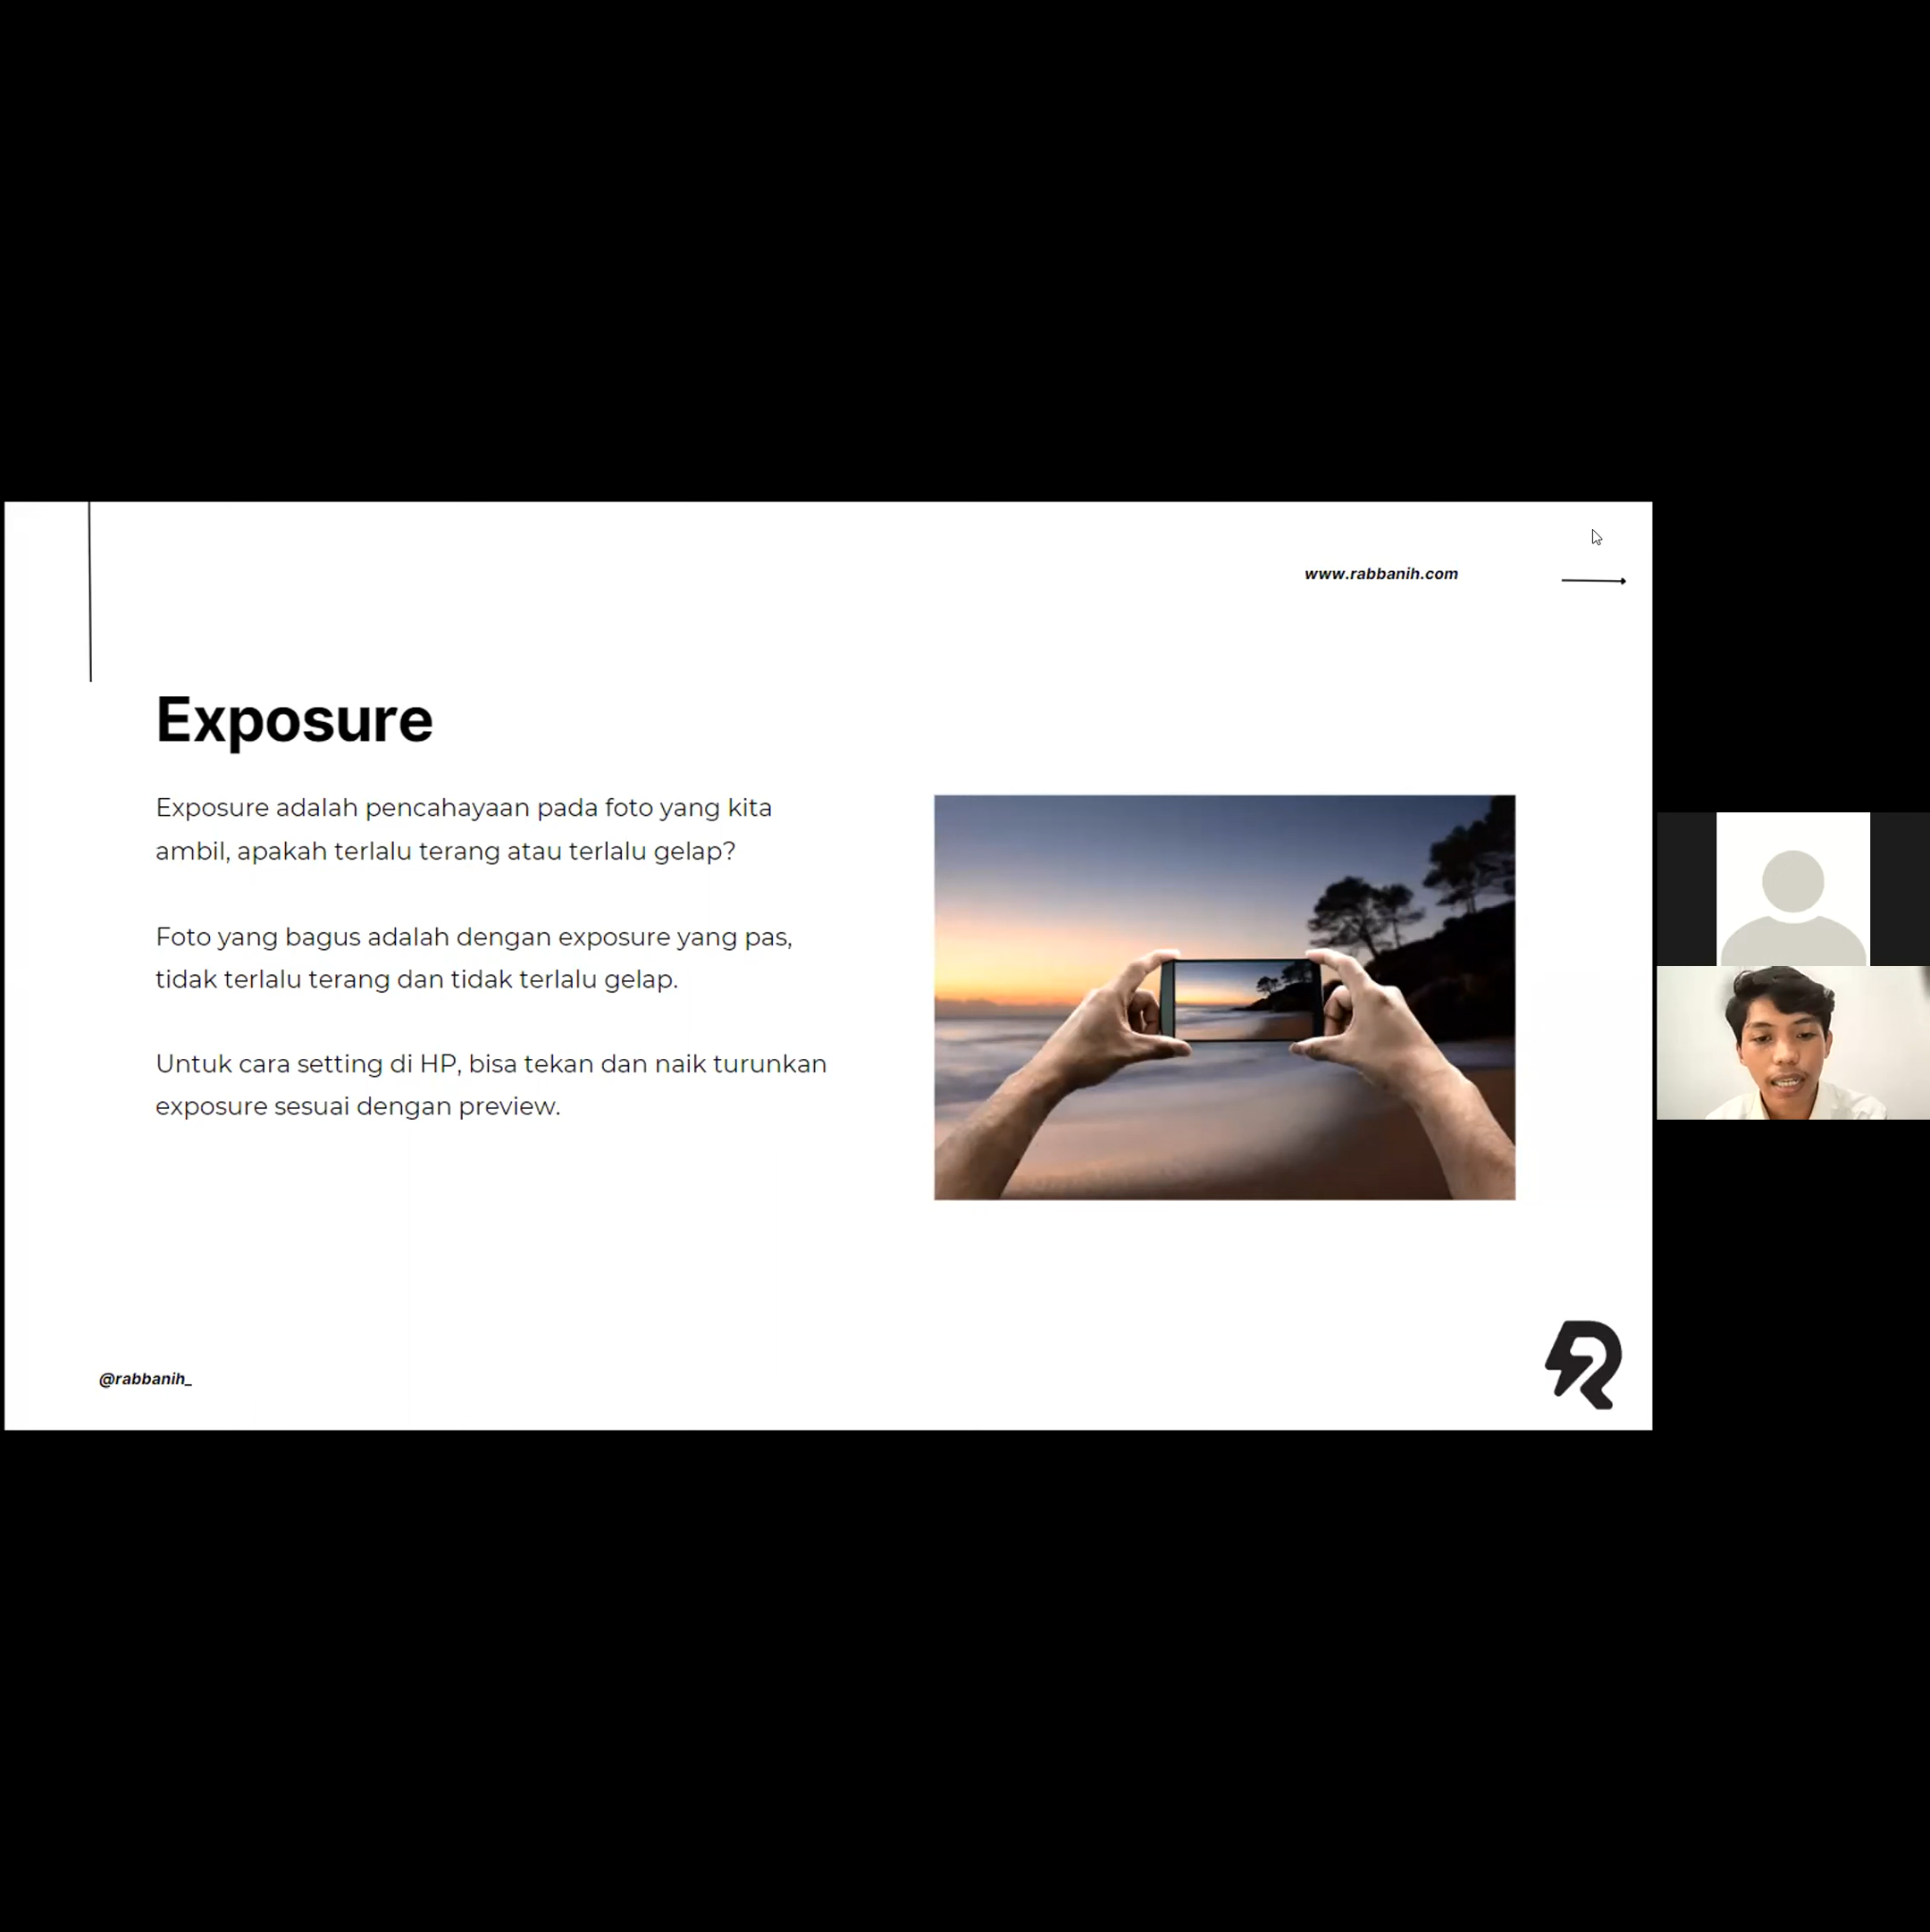 www.rabbanih.com
Exposure
Exposure adalah pencahayaan pada foto yang kita
ambil, apakah terlalu terang atau terlalu gelap?
Foto yang bagus adalah dengan exposure yang pas,
tidak terlalu terang dan tidak terlalu gelap.
Untuk cara setting di HP, bisa tekan dan naik turunkan
exposure sesuai dengan preview.
@rabbanih_